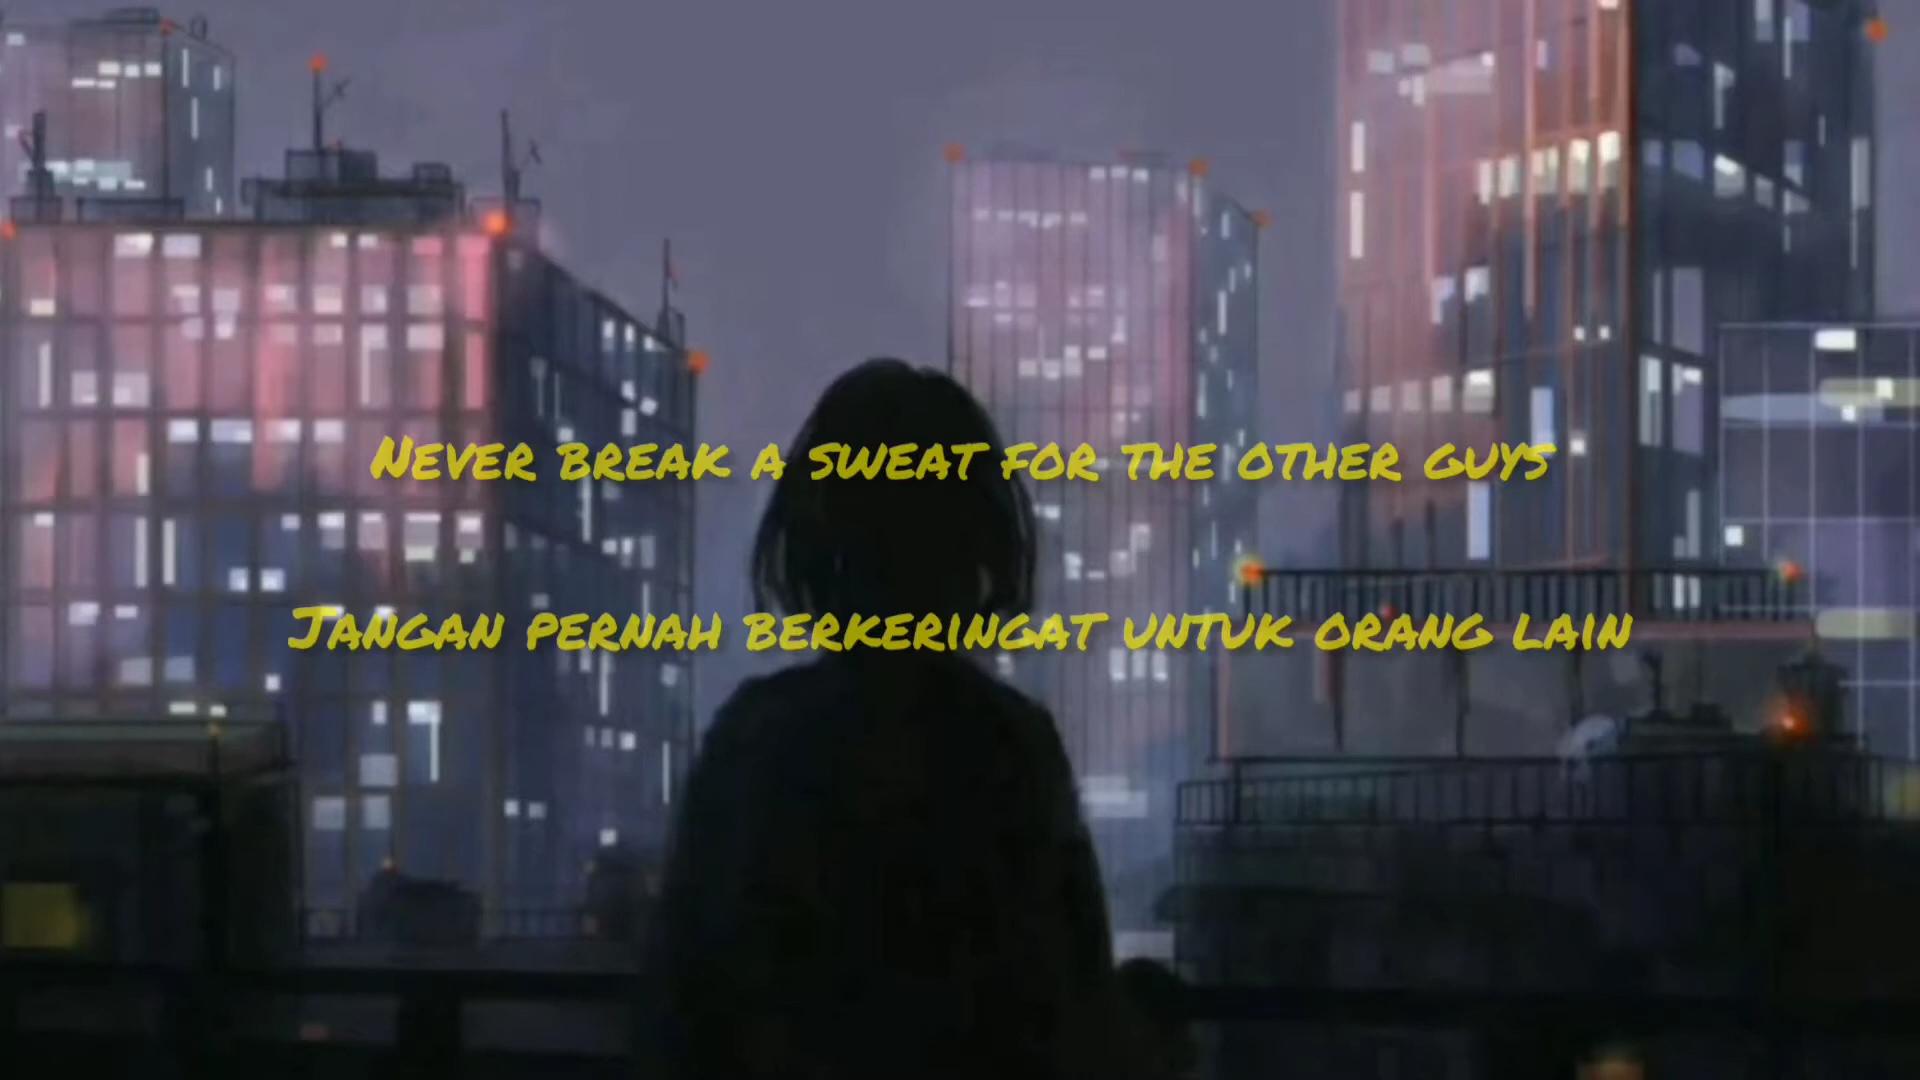 Never break a sweat for the other guys
Jangan pernah berkeringat untuk orang lain